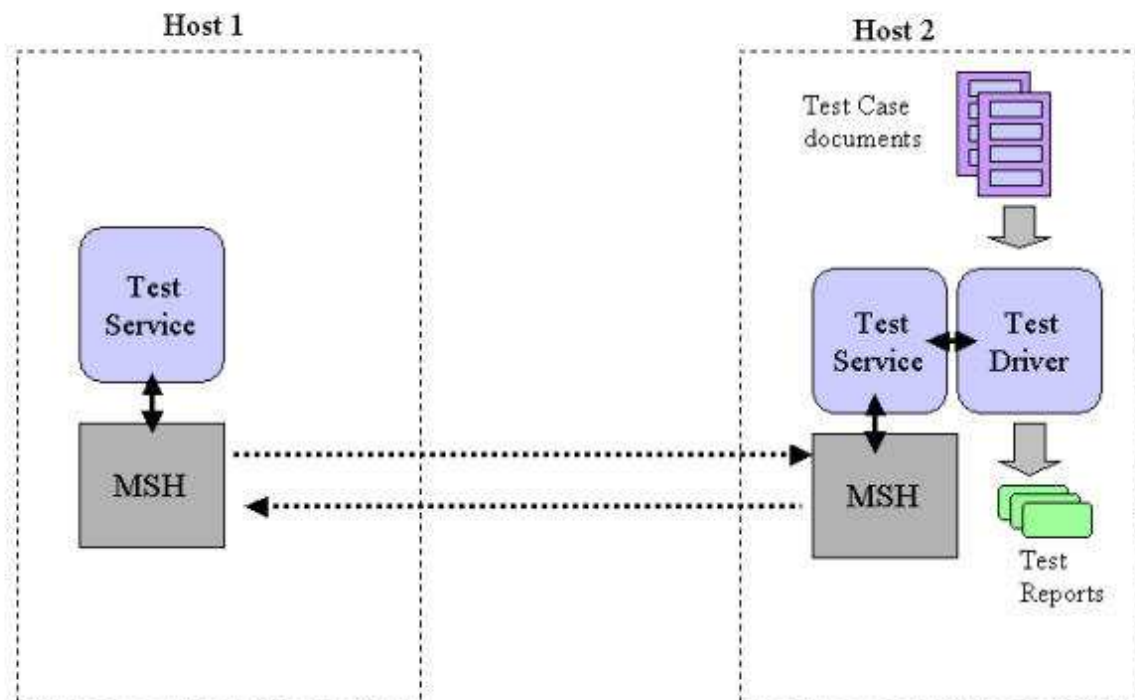 Host 1
Host 2
Test Case
documents
Test
Service
Test
Service
Test
Driver
MSH
MSH
Test
Reports